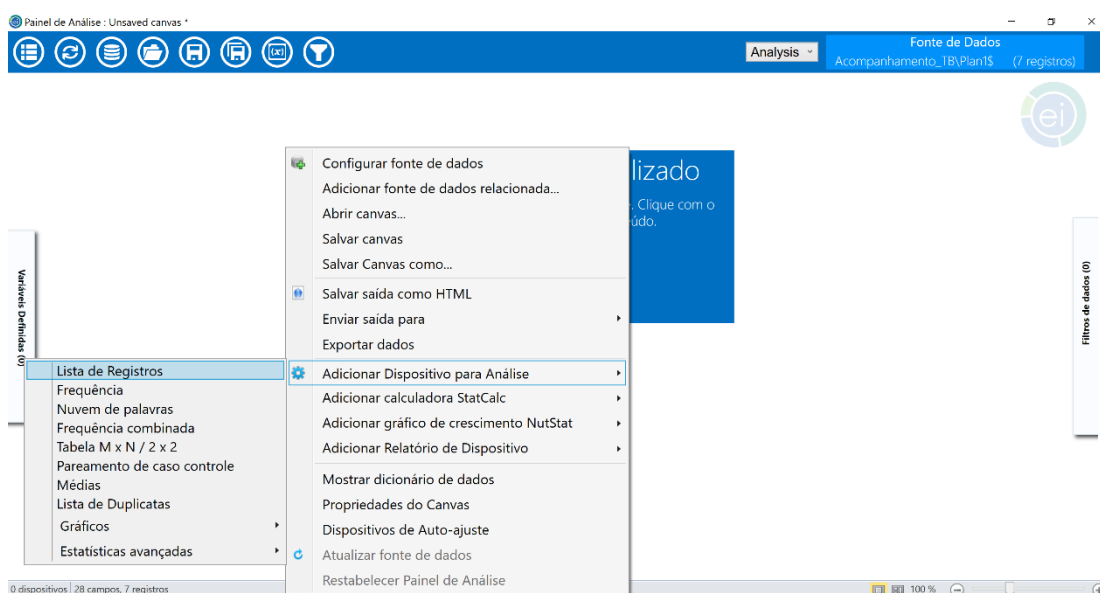 Painel de Análise : Unsaved canvas *
Analysis
Fonte de Dados
Acompanhamento_TB\Plan1$ (7 registros)
ei
lizado
. Clique com o
údo.
Configurar fonte de dados
Adicionar fonte de dados relacionada...
Abrir canvas...
Salvar canvas
Salvar Canvas como...
Salvar saída como HTML
Enviar saída para
Exportar dados
Adicionar Dispositivo para Análise
Adicionar calculadora StatCalc
Adicionar gráfico de crescimento NutStat
Adicionar Relatório de Dispositivo
Mostrar dicionário de dados
Propriedades do Canvas
Dispositivos de Auto-ajuste
Atualizar fonte de dados
Restabelecer Painel de Análise
Variáveis Definidas (0)
Lista de Registros
Frequência
Nuvem de palavras
Frequência combinada
Tabela M x N / 2 x 2
Pareamento de caso controle
Médias
Lista de Duplicatas
Gráficos
Estatísticas avançadas
Filtros de dados (0)
0 dispositivos 28 campos, 7 registros
100 %